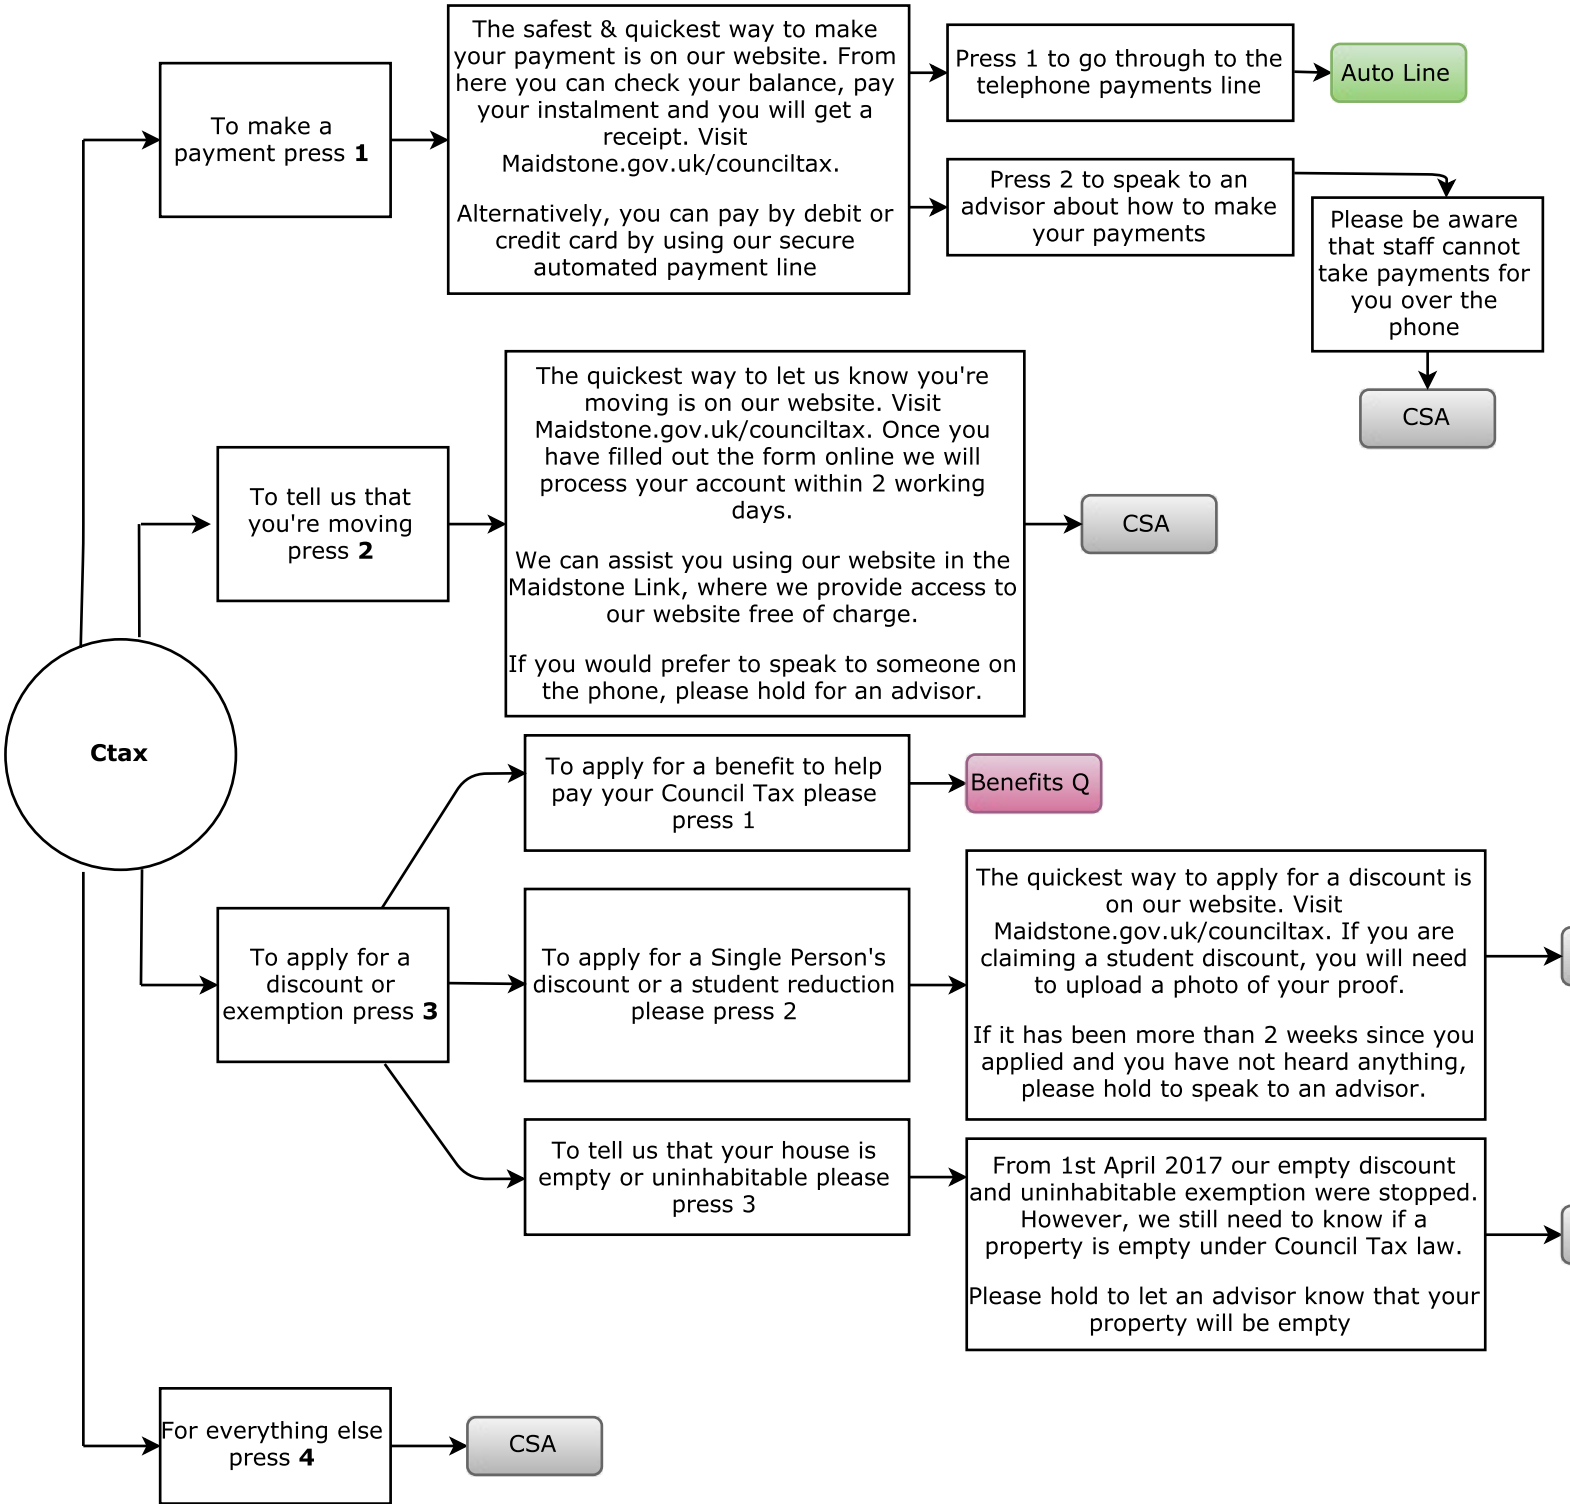 To make a
payment press 1
The safest & quickest way to make
your payment is on our website. From
here you can check your balance, pay
your instalment and you will get a
receipt. Visit
Maidstone.gov.uk/counciltax.
Alternatively, you can pay by debit or
credit card by using our secure
automated payment line
Press 1 to go through to the
telephone payments line
Auto Line
Press 2 to speak to an
advisor about how to make
your payments
Please be aware
that staff cannot
take payments for
you over the
phone
CSA
To tell us that
you're moving
press 2
The quickest way to let us know you're
moving is on our website. Visit
Maidstone.gov.uk/counciltax. Once you
have filled out the form online we will
process your account within 2 working
days.
We can assist you using our website in the
Maidstone Link, where we provide access to
our website free of charge.
If you would prefer to speak to someone on
the phone, please hold for an advisor.
CSA
Ctax
To apply for a
discount or
exemption press 3
To apply for a benefit to help
pay your Council Tax please
press 1
Benefits Q
To apply for a Single Person's
discount or a student reduction
please press 2
The quickest way to apply for a discount is
on our website. Visit
Maidstone.gov.uk/counciltax. If you are
claiming a student discount, you will need
to upload a photo of your proof.
If it has been more than 2 weeks since you
applied and you have not heard anything,
please hold to speak to an advisor.
To tell us that your house is
empty or uninhabitable please
press 3
From 1st April 2017 our empty discount
and uninhabitable exemption were stopped.
However, we still need to know if a
property is empty under Council Tax law.
Please hold to let an advisor know that your
property will be empty
For everything else
press 4
CSA